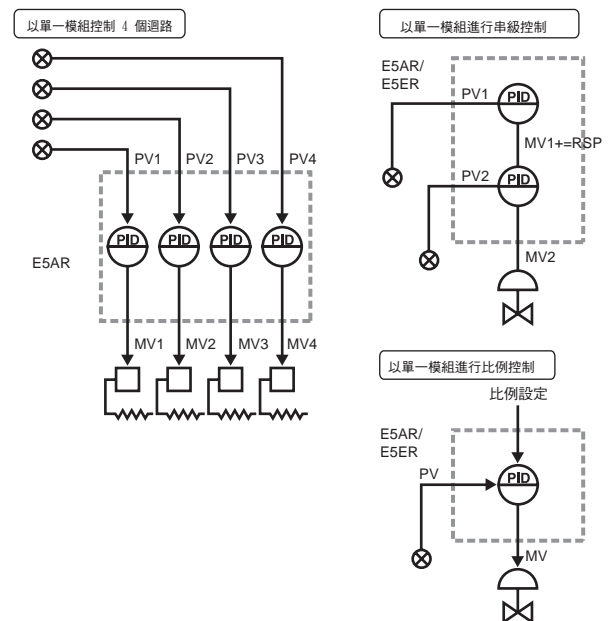 以單一模組控制 4 個迴路
PV1 PV2 PV3 PV4
PID PID PID PID
E5AR
MV1 MV2 MV3 MV4
以單一模組進行串級控制
E5AR/
E5ER
PV1
PID
MV1+=RSP
PV2
PID
MV2
以單一模組進行比例控制
比例設定
E5AR/
E5ER
PV
PID
MV